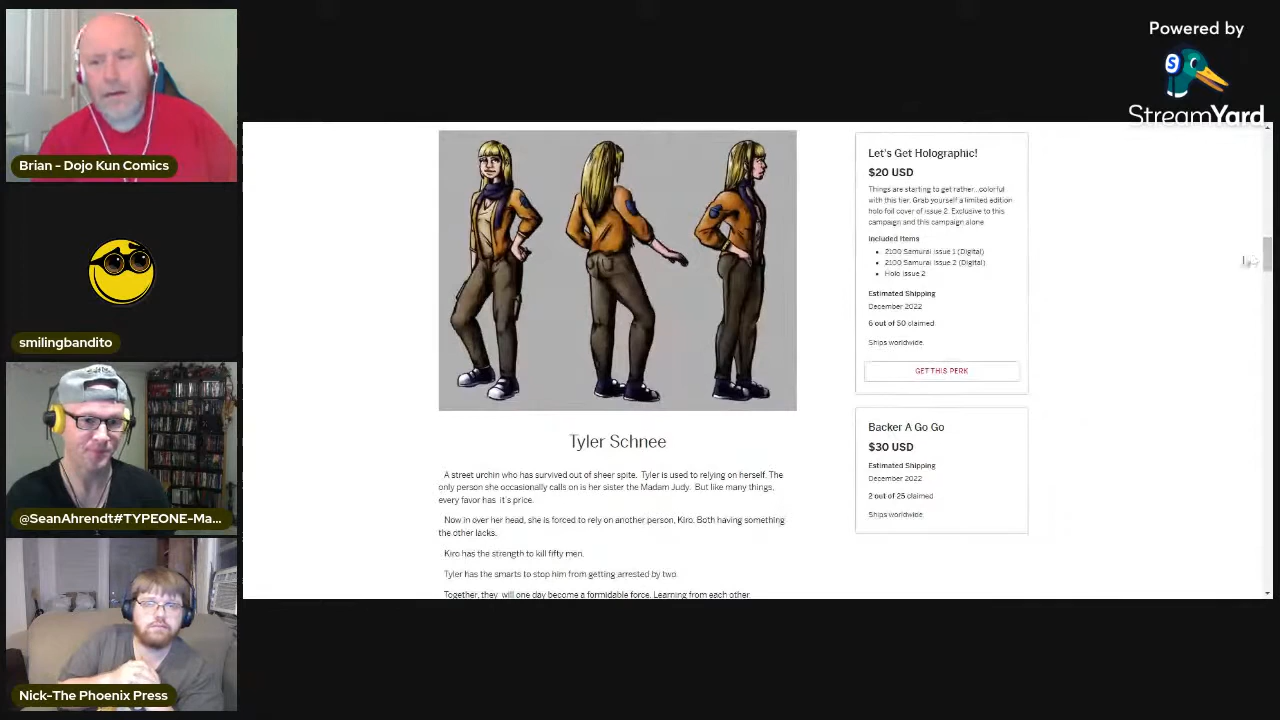 Powered by
StreamYard
Brian - Dojo Kun Comics
smilingbandito
@SeanAhrendt#TYPEONE-Ma...
Nick-The Phoenix Press
Tyler Schnee
A street urchin who has survived out of sheer spite. Tyler is used to relying on herself. The
only person she occasionally calls on is her sister the Madam Judy. But like many things,
every favor has it's price.
Now in over her head, she is forced to rely on another person, Kiro. Both having something
the other lacks.
Kiro has the strength to kill fifty men.
Tyler has the smarts to stop him from getting arrested by two.
Together, they will one day become a formidable force. Learning from each other
Let's Get Holographic!
$20 USD
Things are starting to get rather...colorful
with this tier. Grab yourself a limited edition
holo foil cover of issue 2. Exclusive to this
campaign and this campaign alone
Included Items
2100 Samurai issue 1 (Digital)
2100 Samurai issue 2 (Digital)
Holo issue 2
Estimated Shipping
December 2022
6 out of 50 claimed
Ships worldwide.
GET THIS PERK
Backer A Go Go
$30 USD
Estimated Shipping
December 2022
2 out of 25 claimed
Ships worldwide.